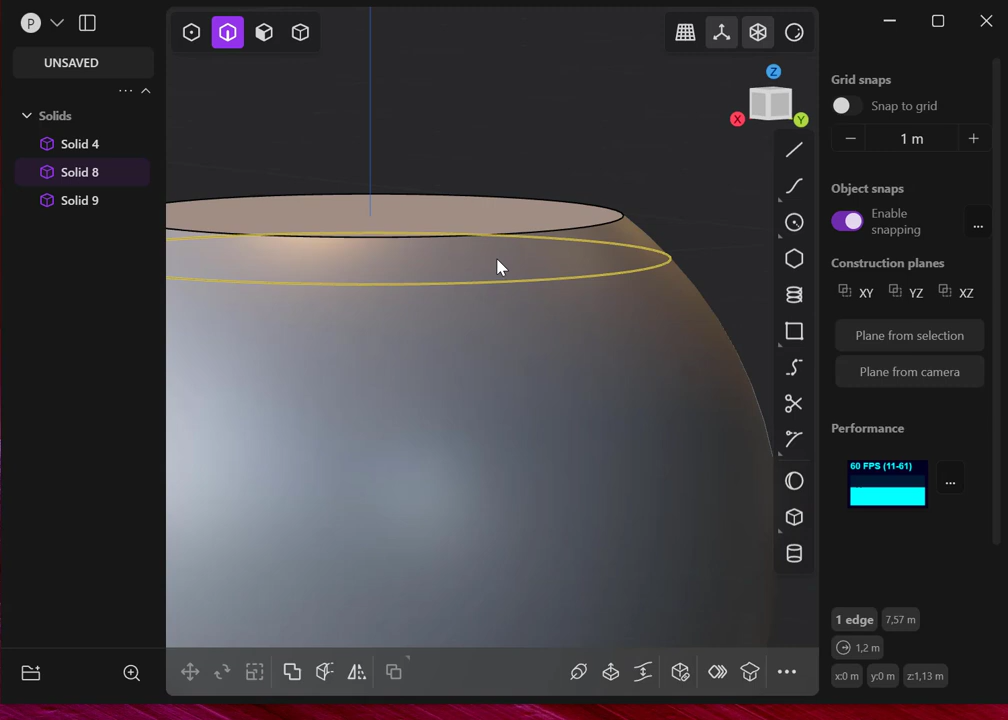 P
UNSAVED
...
Solids
Solid 4
Solid 8
Solid 9
Z
X
Y
Grid snaps
Snap to grid
1 m
Object snaps
Enable
snapping
...
Construction planes
XY YZ XZ
Plane from selection
Plane from camera
Performance
60 FPS (11-61)
...
1 edge 7,57 m
1,2 m
x:0 m y:0 m z:1,13 m